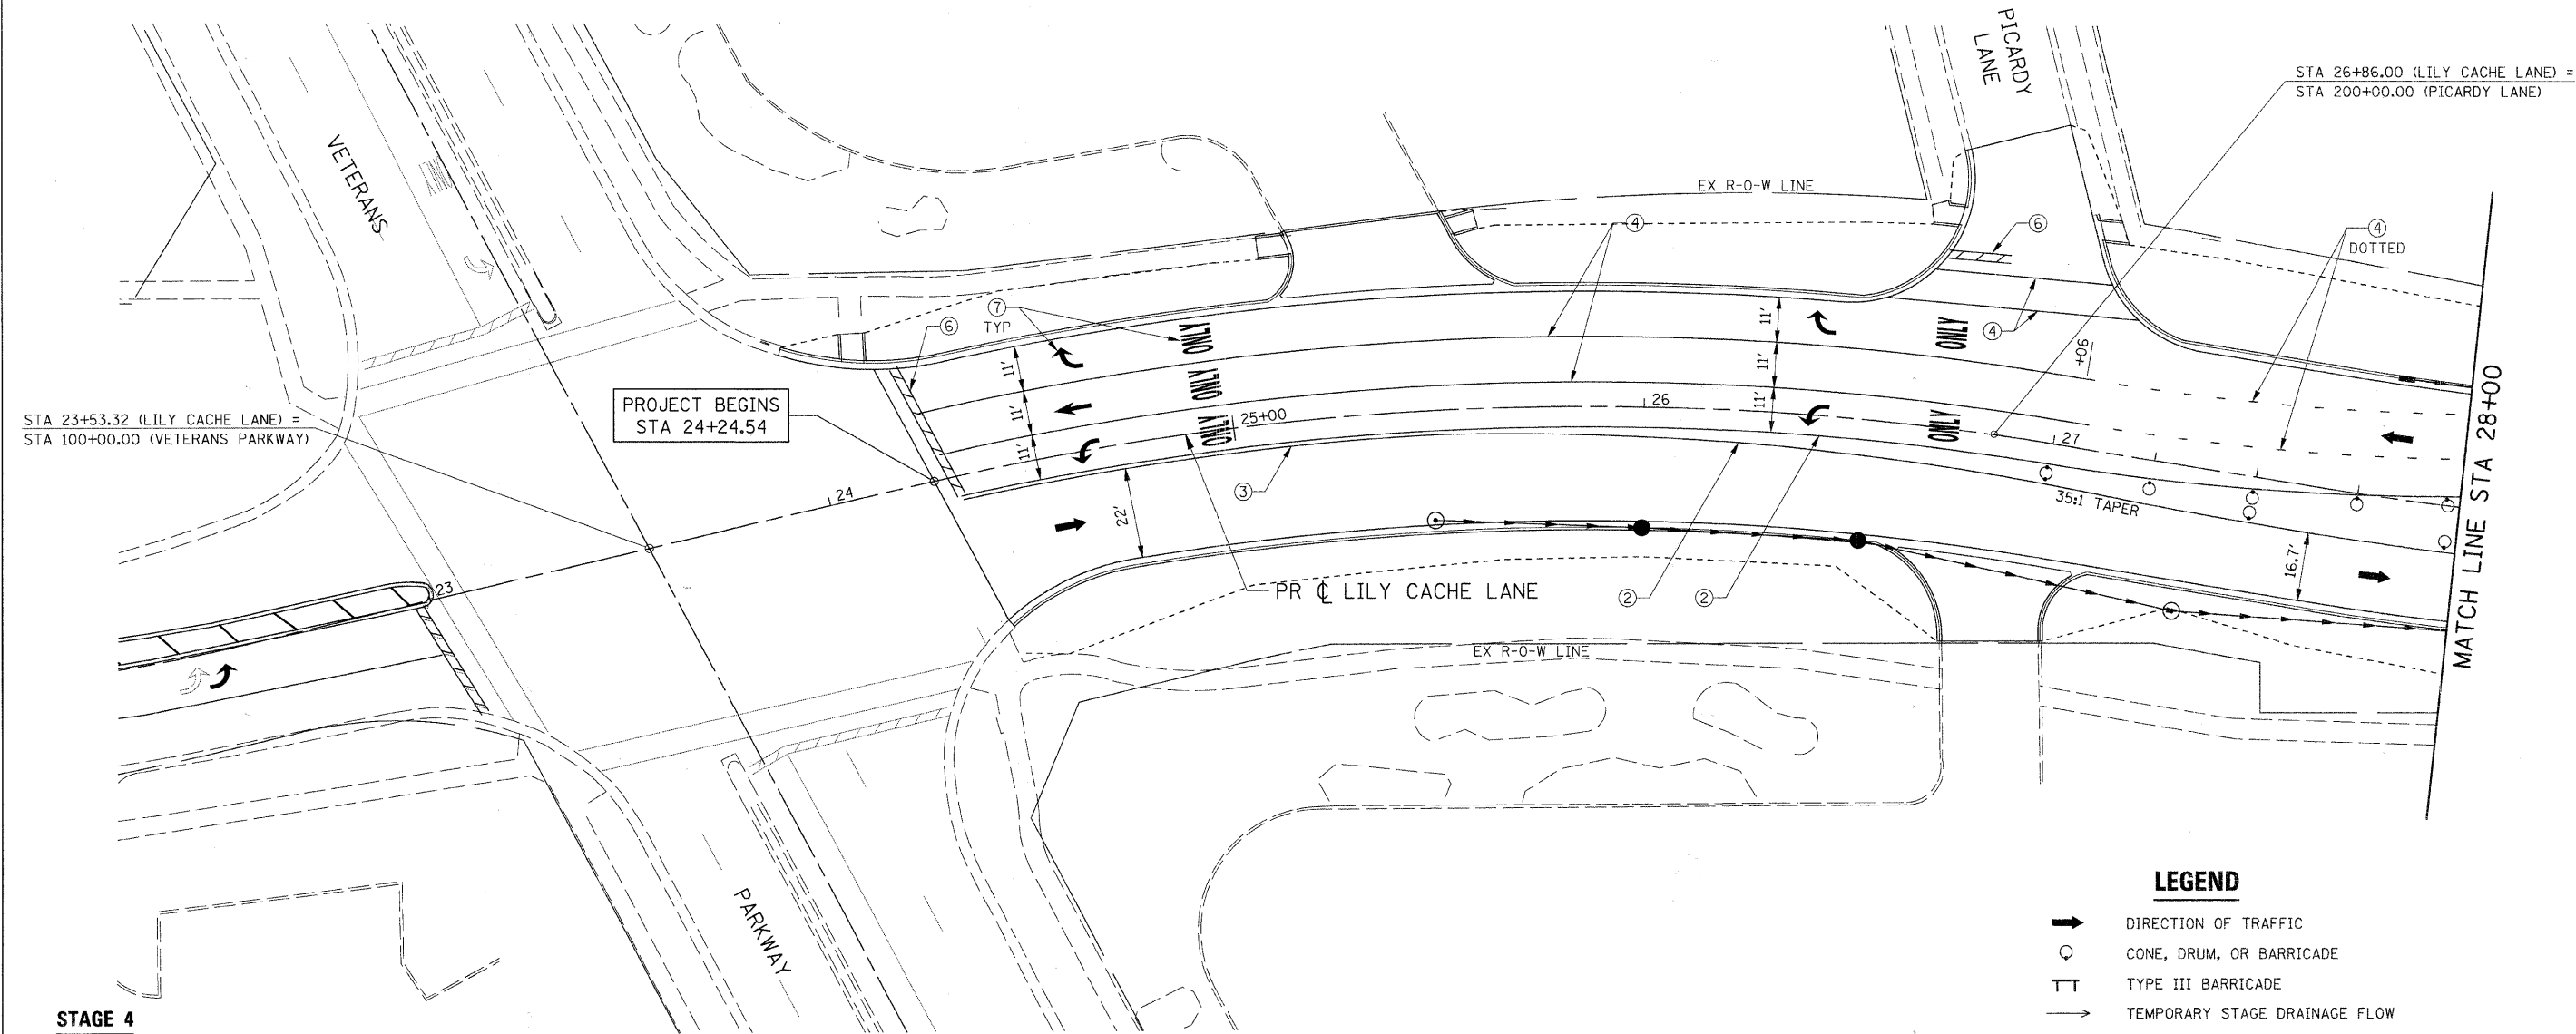 PICARDY
LANE
STA 26+86.00 (LILY CACHE LANE) =
STA 200+00.00 (PICARDY LANE)
VETERANS
EX R-O-W LINE
4
6
4
DOTTED
7
TYP
6
ONLY
11'
11'
ONLY
4
+06
11'
ONLY
11'
PROJECT BEGINS
STA 24+24.54
11'
11'
ONLY
25+00
26
ONLY
27
STA 23+53.32 (LILY CACHE LANE) =
STA 100+00.00 (VETERANS PARKWAY)
MATCH LINE STA 28+00
24
3
22'
35:1 TAPER
16.7'
23
PR ℄ LILY CACHE LANE
2
2
EX R-O-W LINE
PARKWAY
LEGEND
DIRECTION OF TRAFFIC
CONE, DRUM, OR BARRICADE
TYPE III BARRICADE
TEMPORARY STAGE DRAINAGE FLOW
STAGE 4